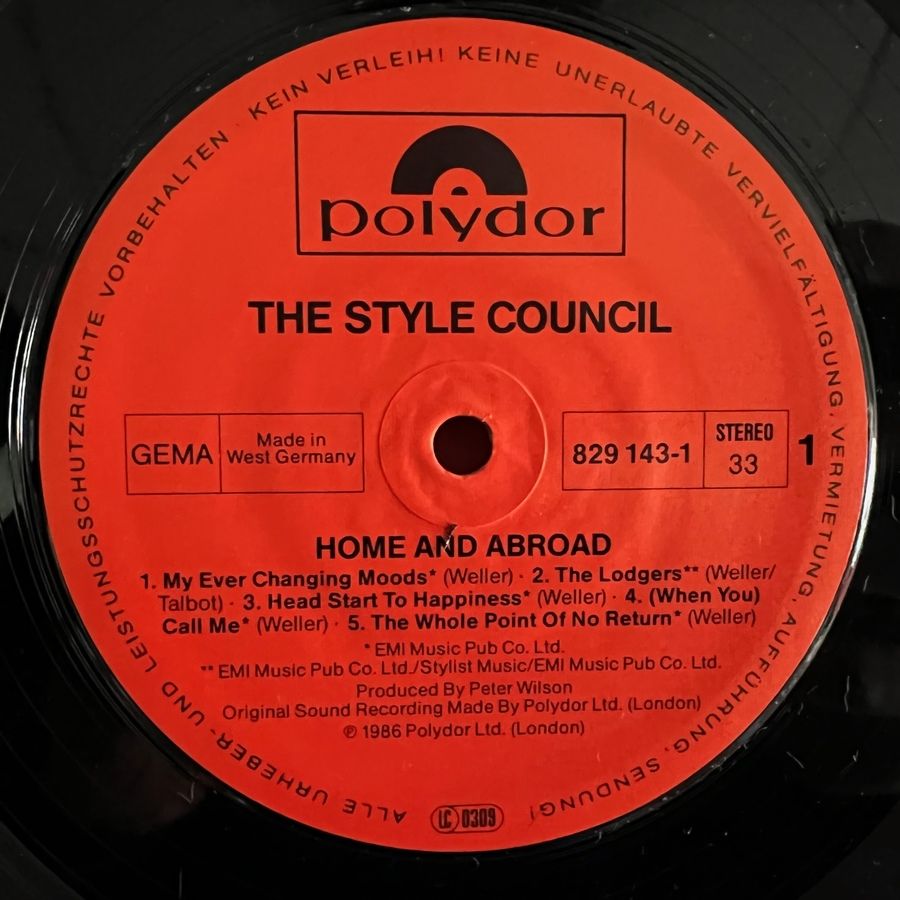 ALLE URHEBER- UND LEISTUNGSSCHUTZRECHTE VORBEHALTEN · KEIN VERLEIH! KEINE UNERLAUBTE VERVIELFÄLTIGUNG, VERMIETUNG, AUFFÜHRUNG, SENDUNG!
polydor
THE STYLE COUNCIL
GEMA
Made in
West Germany
829 143-1
STEREO
33
1
HOME AND ABROAD
1. My Ever Changing Moods* (Weller) · 2. The Lodgers** (Weller/
Talbot) · 3. Head Start To Happiness* (Weller) · 4. (When You)
Call Me* (Weller) · 5. The Whole Point Of No Return* (Weller)
* EMI Music Pub Co. Ltd.
** EMI Music Pub Co. Ltd./Stylist Music/EMI Music Pub Co. Ltd.
Produced By Peter Wilson
Original Sound Recording Made By Polydor Ltd. (London)
℗ 1986 Polydor Ltd. (London)
LC 0309